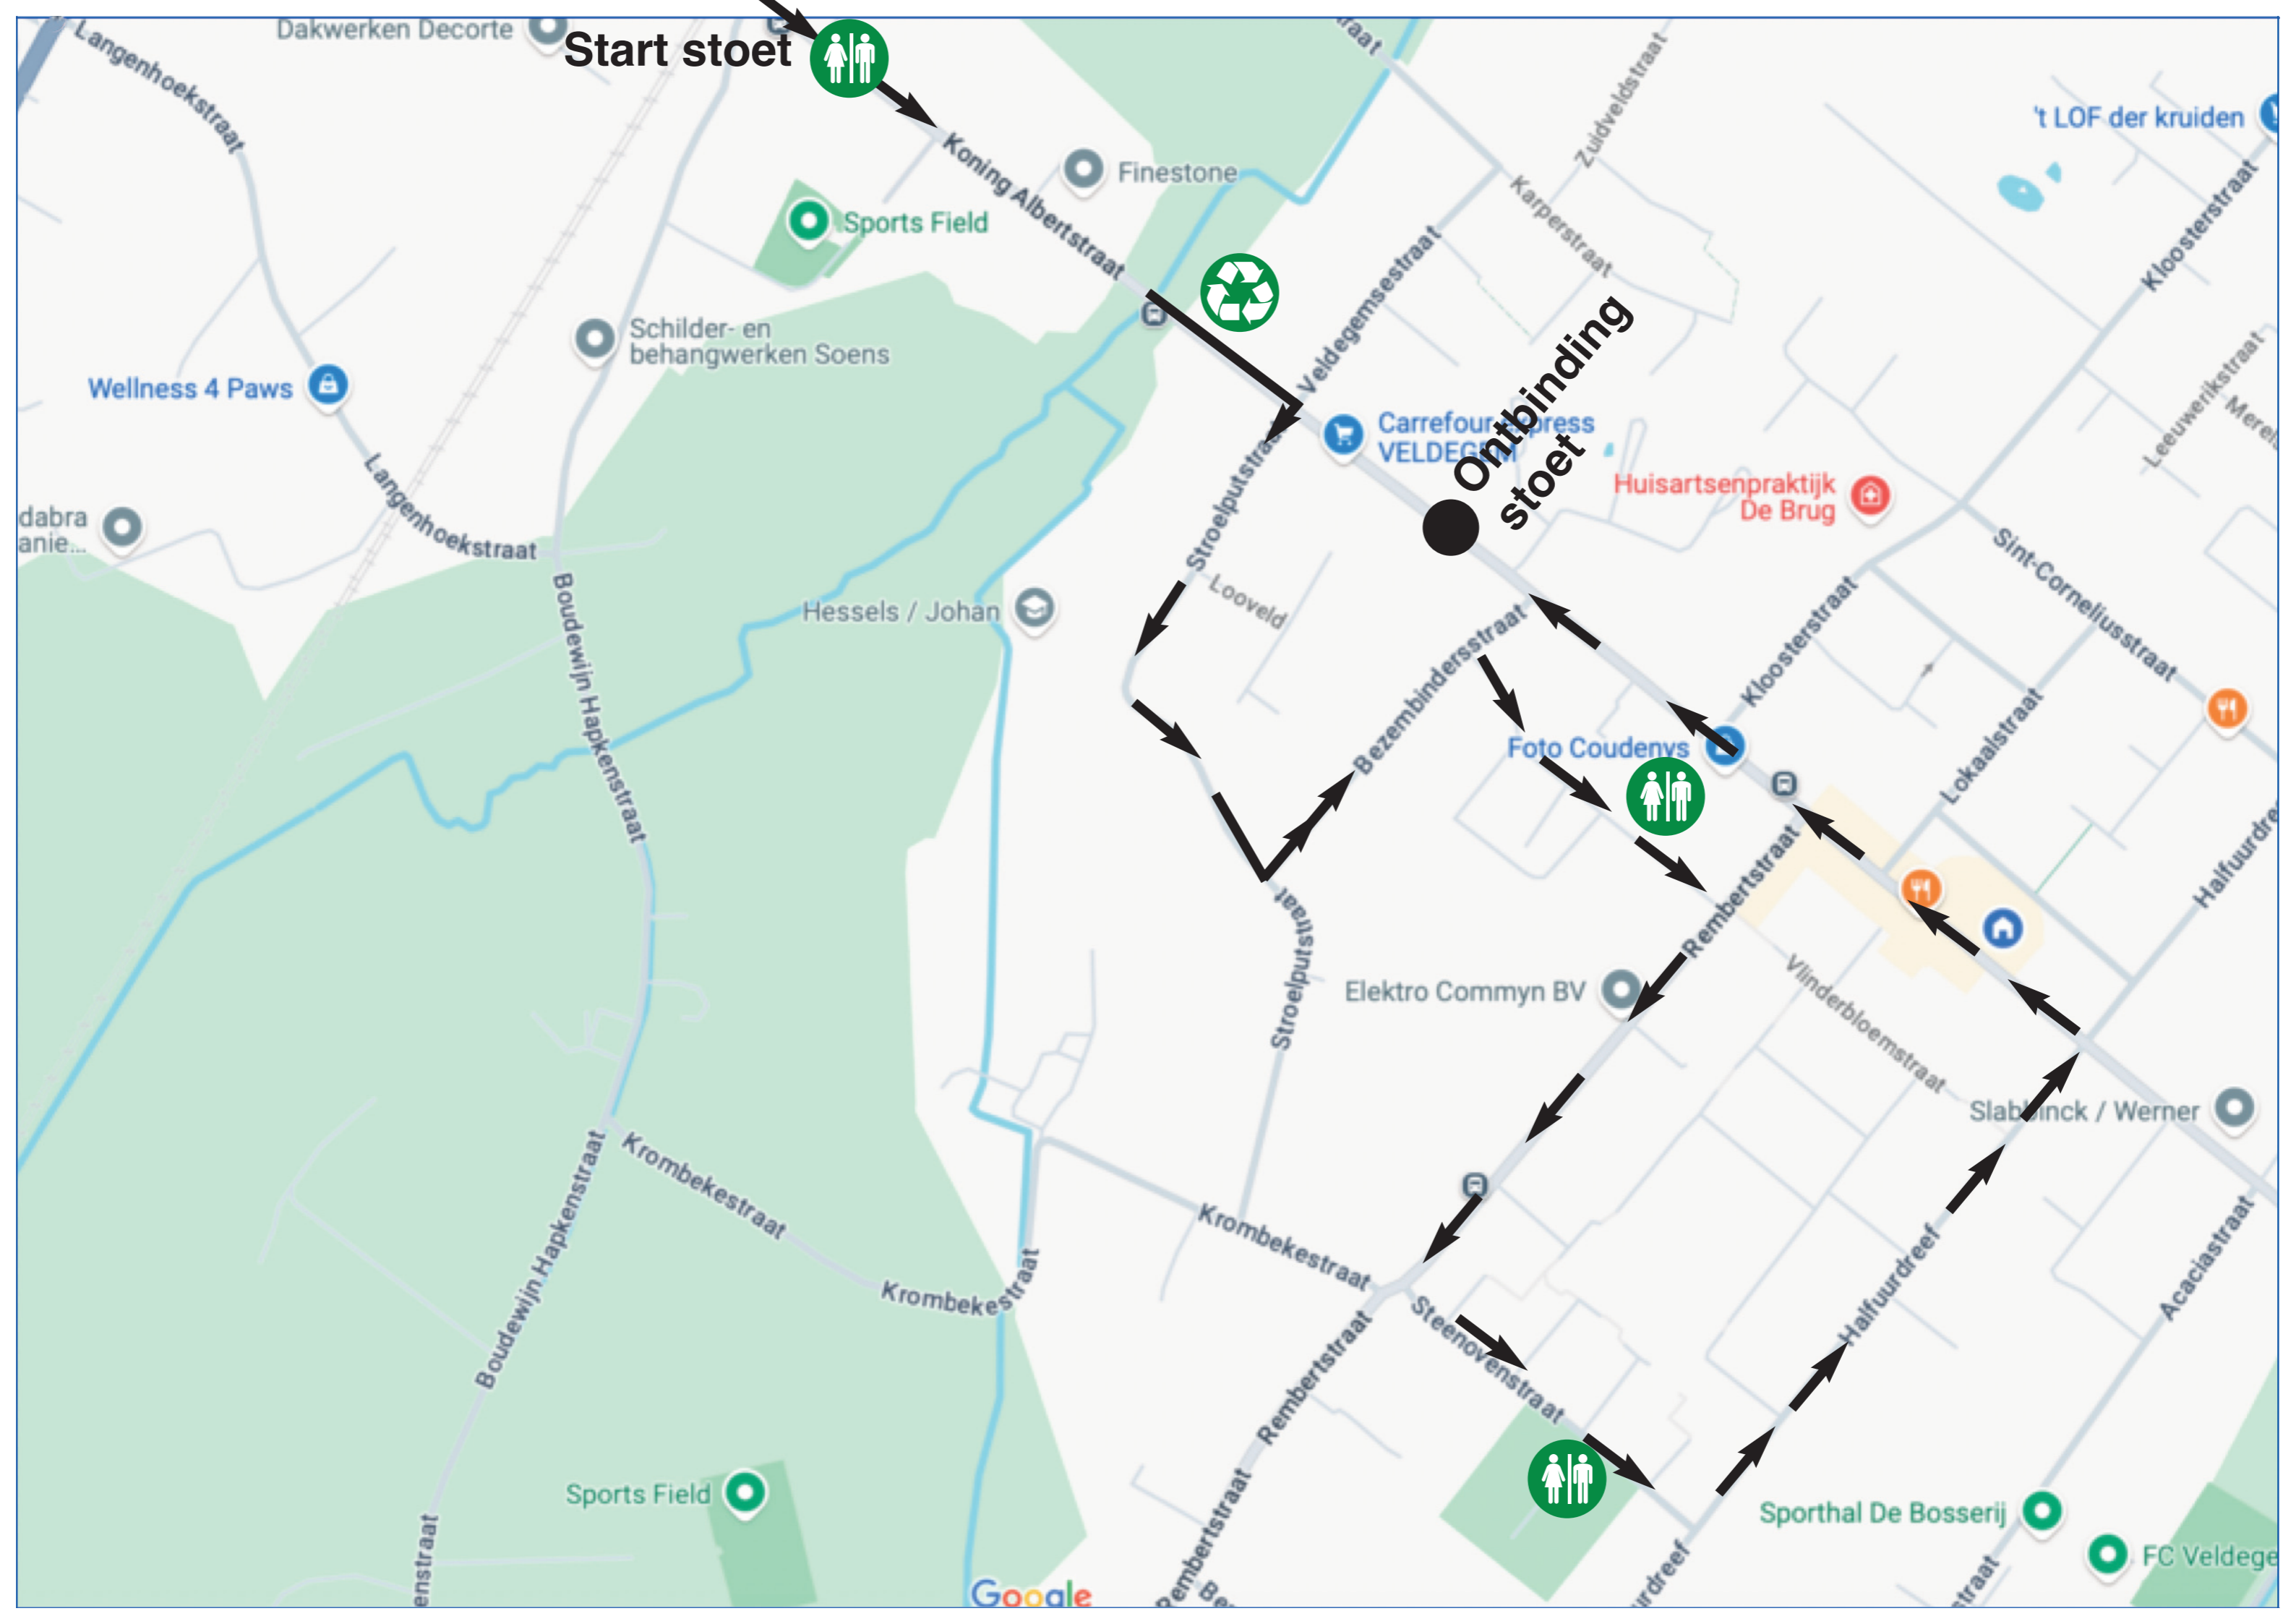 Dakwerken Decorte
Start stoet
Langenhoekstraat
Koning Albertstraat
Finestone
Sports Field
Zuidveldstraat
Karperstraat
't LOF der kruiden
Kloosterstraat
Veldegemsestraat
Schilder- en
behangwerken Soens
Wellness 4 Paws
Ontbinding
stoet
Carrefour express
VELDEGEM
Leeuwerikstraat
Huisartsenpraktijk
De Brug
Langenhoekstraat
Stroelputstraat
Sint-Corneliusstraat
Looveld
Hessels / Johan
Boudewijn Hapkenstraat
Bezembindersstraat
Kloosterstraat
Foto Coudenys
Lokaalstraat
Rembertstraat
Stroelputstraat
Elektro Commyn BV
Vlinderbloemstraat
Slabbinck / Werner
Krombekestraat
Boudewijn Hapkenstraat
Krombekestraat
Krombekestraat
Halfuurdreef
Acaciastraat
Steenovenstraat
Rembertstraat
Sports Field
Rembertstraat
Sporthal De Bosserij
FC Veldege
Google